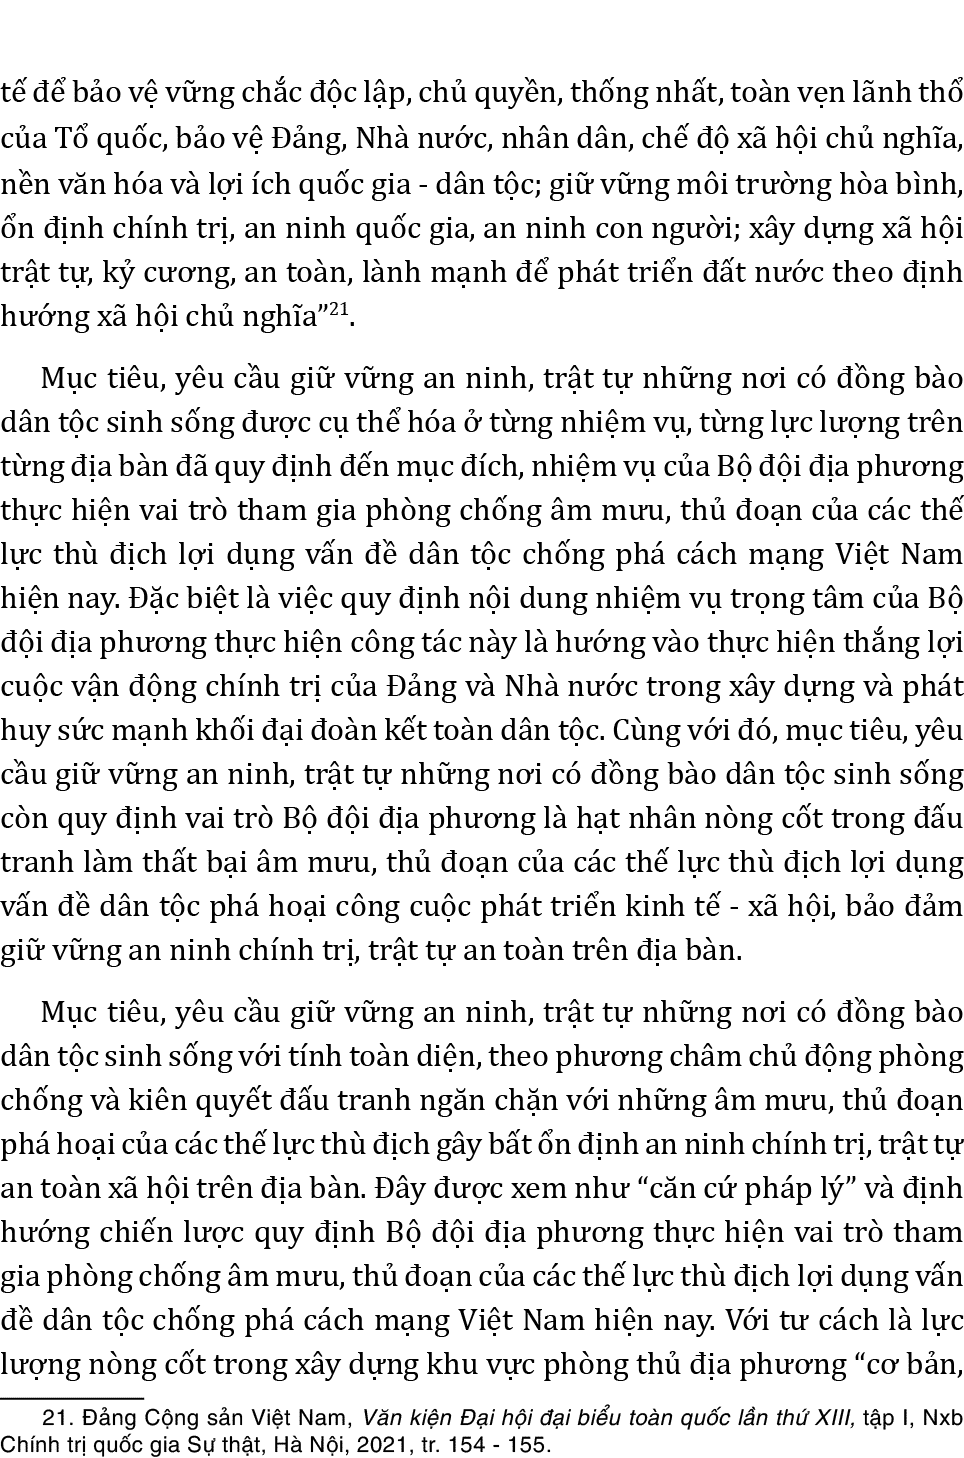 tế để bảo vệ vững chắc độc lập, chủ quyền, thống nhất, toàn vẹn lãnh thổ
của Tổ quốc, bảo vệ Đảng, Nhà nước, nhân dân, chế độ xã hội chủ nghĩa,
nền văn hóa và lợi ích quốc gia - dân tộc; giữ vững môi trường hòa bình,
ổn định chính trị, an ninh quốc gia, an ninh con người; xây dựng xã hội
trật tự, kỷ cương, an toàn, lành mạnh để phát triển đất nước theo định
hướng xã hội chủ nghĩa”21.
Mục tiêu, yêu cầu giữ vững an ninh, trật tự những nơi có đồng bào
dân tộc sinh sống được cụ thể hóa ở từng nhiệm vụ, từng lực lượng trên
từng địa bàn đã quy định đến mục đích, nhiệm vụ của Bộ đội địa phương
thực hiện vai trò tham gia phòng chống âm mưu, thủ đoạn của các thế
lực thù địch lợi dụng vấn đề dân tộc chống phá cách mạng Việt Nam
hiện nay. Đặc biệt là việc quy định nội dung nhiệm vụ trọng tâm của Bộ
đội địa phương thực hiện công tác này là hướng vào thực hiện thắng lợi
cuộc vận động chính trị của Đảng và Nhà nước trong xây dựng và phát
huy sức mạnh khối đại đoàn kết toàn dân tộc. Cùng với đó, mục tiêu, yêu
cầu giữ vững an ninh, trật tự những nơi có đồng bào dân tộc sinh sống
còn quy định vai trò Bộ đội địa phương là hạt nhân nòng cốt trong đấu
tranh làm thất bại âm mưu, thủ đoạn của các thế lực thù địch lợi dụng
vấn đề dân tộc phá hoại công cuộc phát triển kinh tế - xã hội, bảo đảm
giữ vững an ninh chính trị, trật tự an toàn trên địa bàn.
Mục tiêu, yêu cầu giữ vững an ninh, trật tự những nơi có đồng bào
dân tộc sinh sống với tính toàn diện, theo phương châm chủ động phòng
chống và kiên quyết đấu tranh ngăn chặn với những âm mưu, thủ đoạn
phá hoại của các thế lực thù địch gây bất ổn định an ninh chính trị, trật tự
an toàn xã hội trên địa bàn. Đây được xem như “căn cứ pháp lý” và định
hướng chiến lược quy định Bộ đội địa phương thực hiện vai trò tham
gia phòng chống âm mưu, thủ đoạn của các thế lực thù địch lợi dụng vấn
đề dân tộc chống phá cách mạng Việt Nam hiện nay. Với tư cách là lực
lượng nòng cốt trong xây dựng khu vực phòng thủ địa phương “cơ bản,
21. Đảng Cộng sản Việt Nam, Văn kiện Đại hội đại biểu toàn quốc lần thứ XIII, tập I, Nxb
Chính trị quốc gia Sự thật, Hà Nội, 2021, tr. 154 - 155.